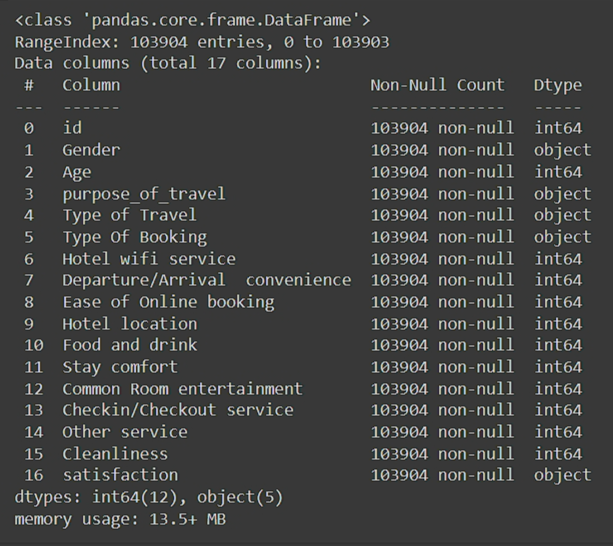 <class 'pandas.core.frame.DataFrame'>
RangeIndex: 103904 entries, 0 to 103903
Data columns (total 17 columns):
 #   Column                             Non-Null Count   Dtype
---  ------                             --------------   -----
 0   id                                 103904 non-null  int64
 1   Gender                             103904 non-null  object
 2   Age                                103904 non-null  int64
 3   purpose_of_travel                  103904 non-null  object
 4   Type of Travel                     103904 non-null  object
 5   Type Of Booking                    103904 non-null  object
 6   Hotel wifi service                 103904 non-null  int64
 7   Departure/Arrival  convenience     103904 non-null  int64
 8   Ease of Online booking             103904 non-null  int64
 9   Hotel location                     103904 non-null  int64
 10  Food and drink                     103904 non-null  int64
 11  Stay comfort                       103904 non-null  int64
 12  Common Room entertainment          103904 non-null  int64
 13  Checkin/Checkout service           103904 non-null  int64
 14  Other service                      103904 non-null  int64
 15  Cleanliness                        103904 non-null  int64
 16  satisfaction                       103904 non-null  object
dtypes: int64(12), object(5)
memory usage: 13.5+ MB